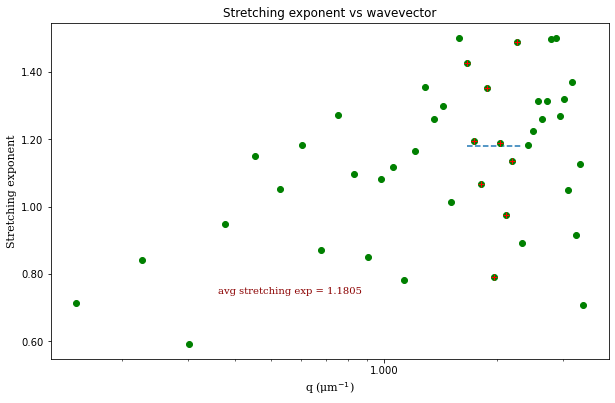 Stretching exponent vs wavevector
Stretching exponent
1.40
1.20
1.00
0.80
0.60
avg stretching exp = 1.1805
1.000
q (μm⁻¹)